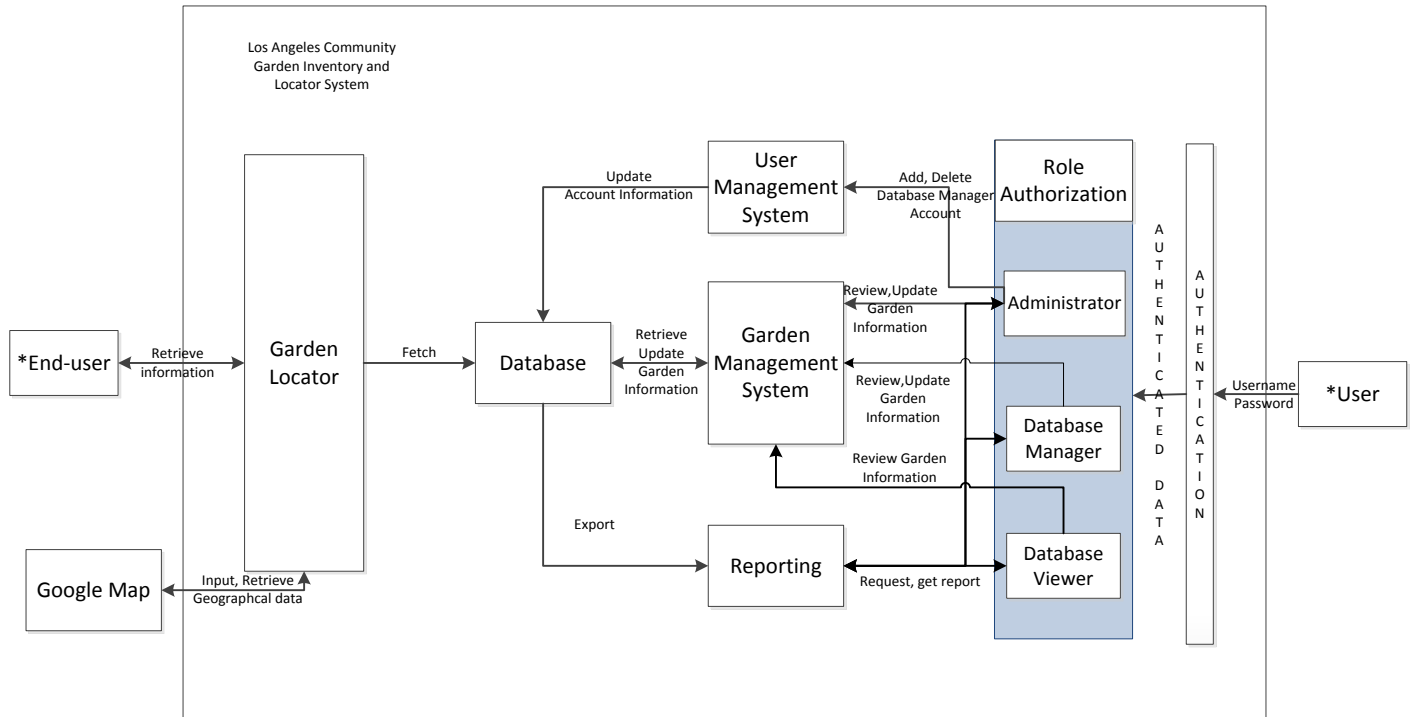 Los Angeles Community
Garden Inventory and
Locator System
User
Management
System
Role
Authorization
Update
Account Information
Add, Delete
Database Manager
Account
AUTHENTICATED DATA
AUTHENTICATION
Administrator
Review,Update
Garden
Information
Garden
Management
System
*End-user
Retrieve
information
Garden
Locator
Fetch
Database
Retrieve
Update
Garden
Information
Review,Update
Garden
Information
Username
Password
*User
Database
Manager
Review Garden
Information
Export
Reporting
Request, get report
Database
Viewer
Google Map
Input, Retrieve
Geographcal data